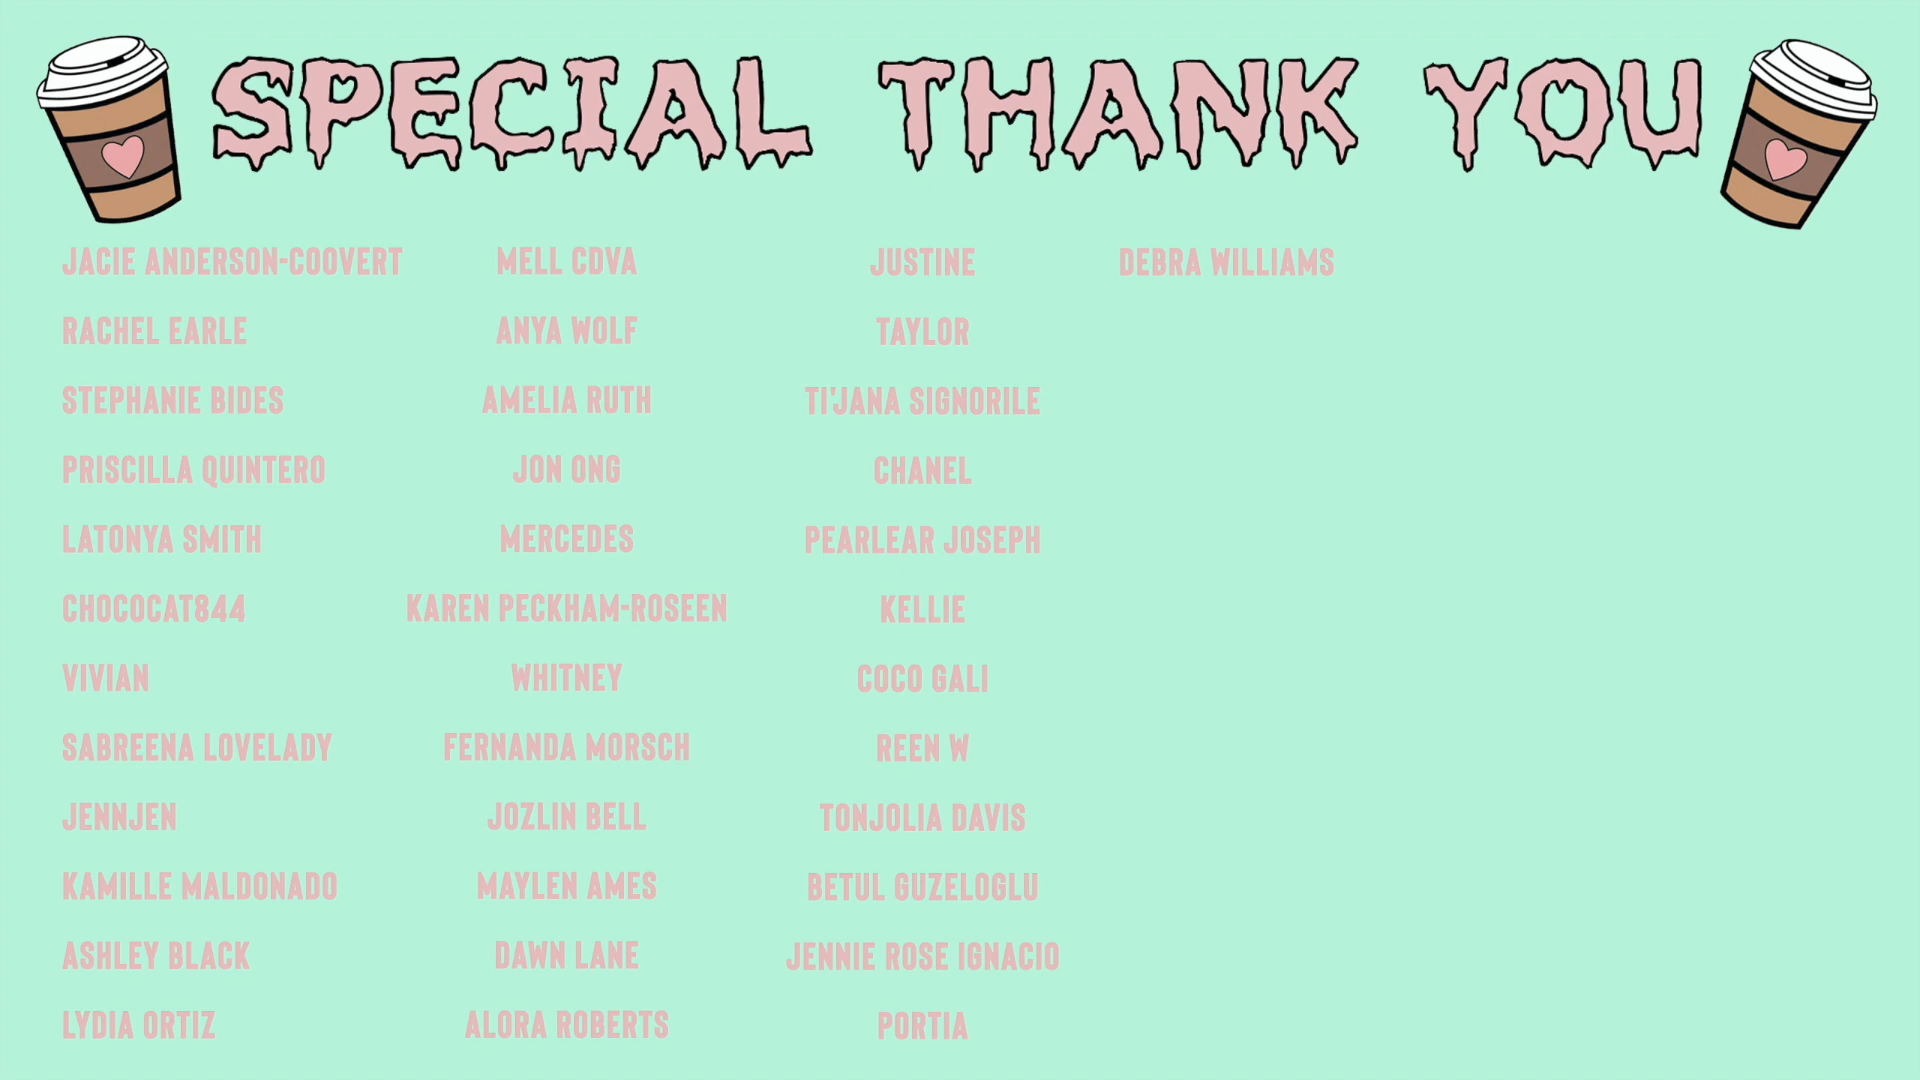 SPECIAL THANK YOU
JACIE ANDERSON-COOVERT
RACHEL EARLE
STEPHANIE BIDES
PRISCILLA QUINTERO
LATONYA SMITH
CHOCOCAT844
VIVIAN
SABREENA LOVELADY
JENNJEN
KAMILLE MALDONADO
ASHLEY BLACK
LYDIA ORTIZ
MELL CDVA
ANYA WOLF
AMELIA RUTH
JON ONG
MERCEDES
KAREN PECKHAM-ROSEEN
WHITNEY
FERNANDA MORSCH
JOZLIN BELL
MAYLEN AMES
DAWN LANE
ALORA ROBERTS
JUSTINE
TAYLOR
TI'JANA SIGNORILE
CHANEL
PEARLEAR JOSEPH
KELLIE
COCO GALI
REEN W
TONJOLIA DAVIS
BETUL GUZELOGLU
JENNIE ROSE IGNACIO
PORTIA
DEBRA WILLIAMS